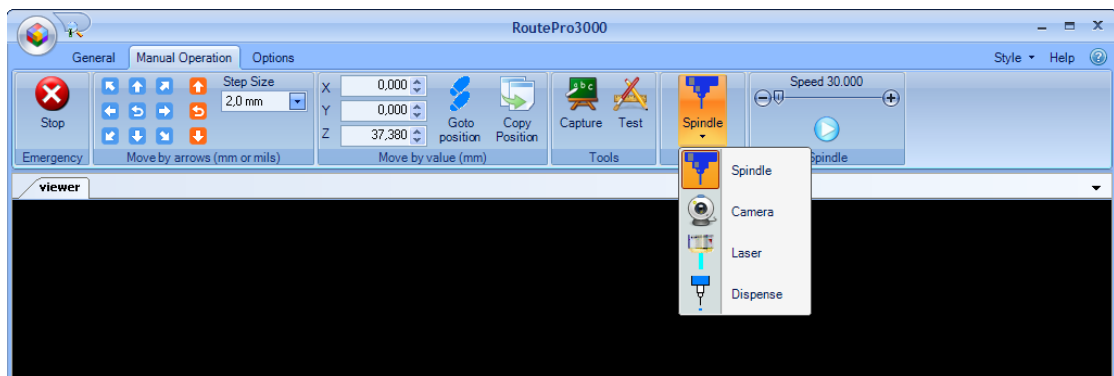 RoutePro3000
General Manual Operation Options Style Help
Stop
Emergency
Step Size
2,0 mm
Move by arrows (mm or mils)
X 0,000
Y 0,000
Z 37,380
Goto position
Copy Position
Move by value (mm)
Capture Test
Tools
Spindle
Speed 30.000
Spindle
viewer
Spindle
Camera
Laser
Dispense